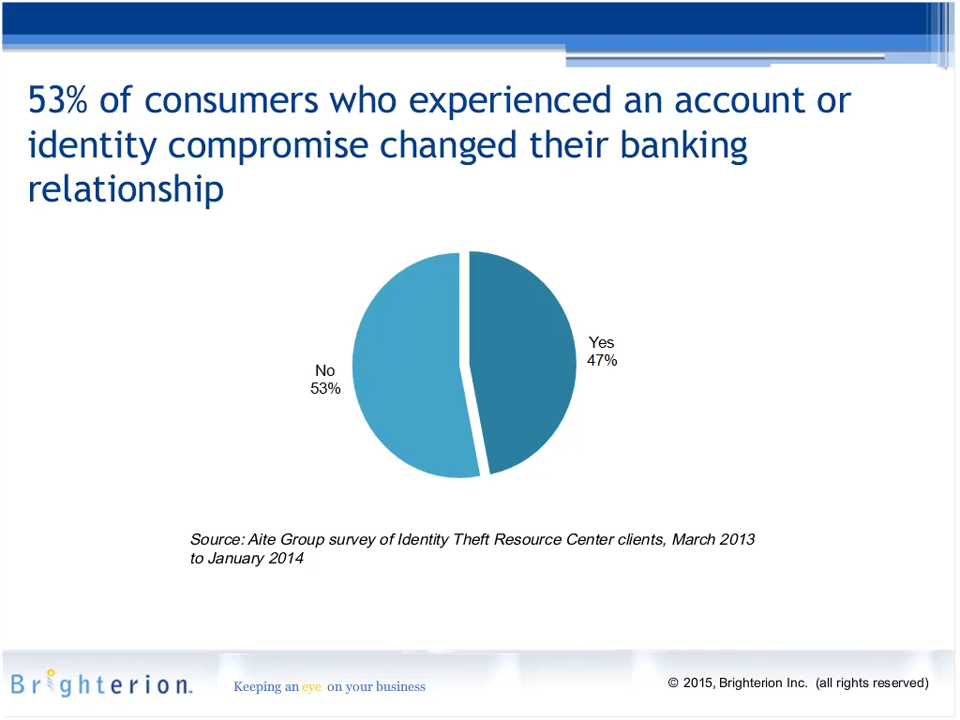 53% of consumers who experienced an account or
identity compromise changed their banking
relationship
Yes
47%
No
53%
Source: Aite Group survey of Identity Theft Resource Center clients, March 2013
to January 2014
Brighterion™
Keeping an eye on your business
© 2015, Brighterion Inc. (all rights reserved)